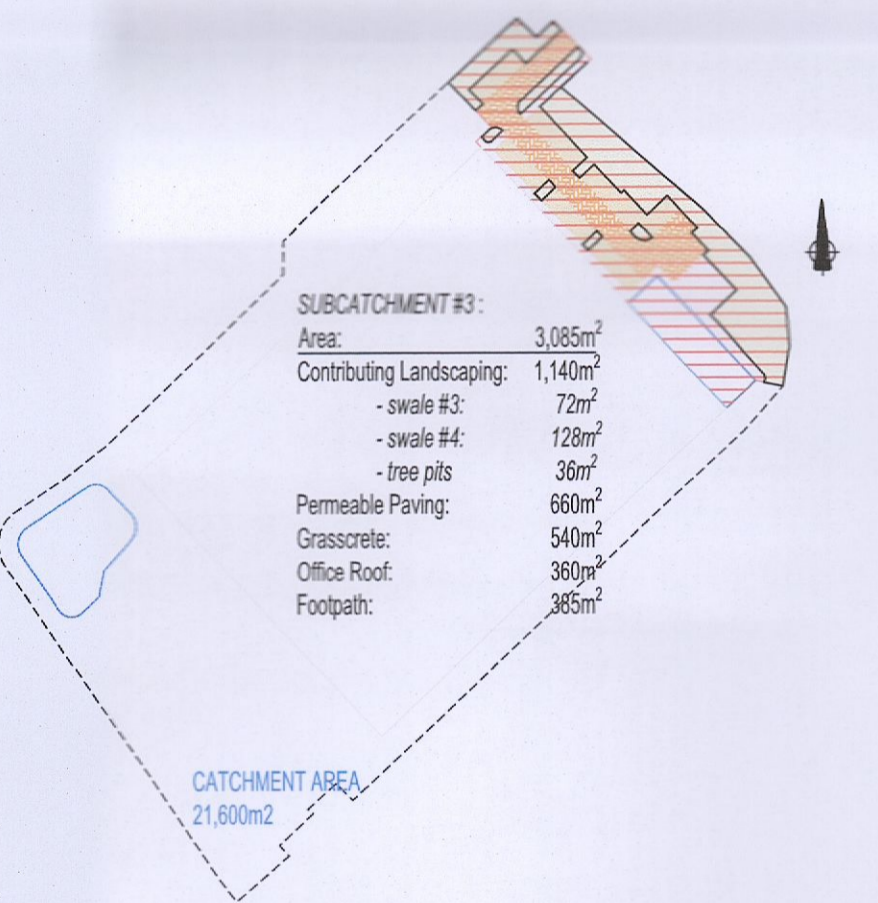 SUBCATCHMENT #3 :
Area: 3,085m²
Contributing Landscaping: 1,140m²
- swale #3: 72m²
- swale #4: 128m²
- tree pits 36m²
Permeable Paving: 660m²
Grasscrete: 540m²
Office Roof: 360m²
Footpath: 385m²
CATCHMENT AREA
21,600m2